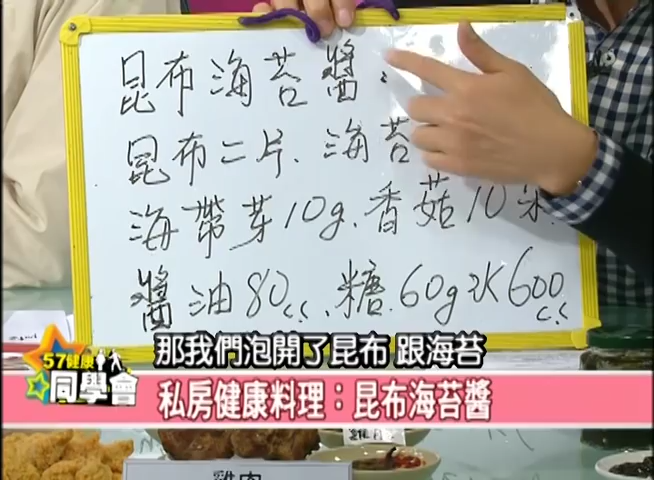 昆布海苔醬:
昆布二片、海苔
海帶芽10g、香菇10
醬油80c.c.、糖60g水600c.c
那我們泡開了昆布 跟海苔
57健康
同學會
私房健康料理：昆布海苔醬
雞肉